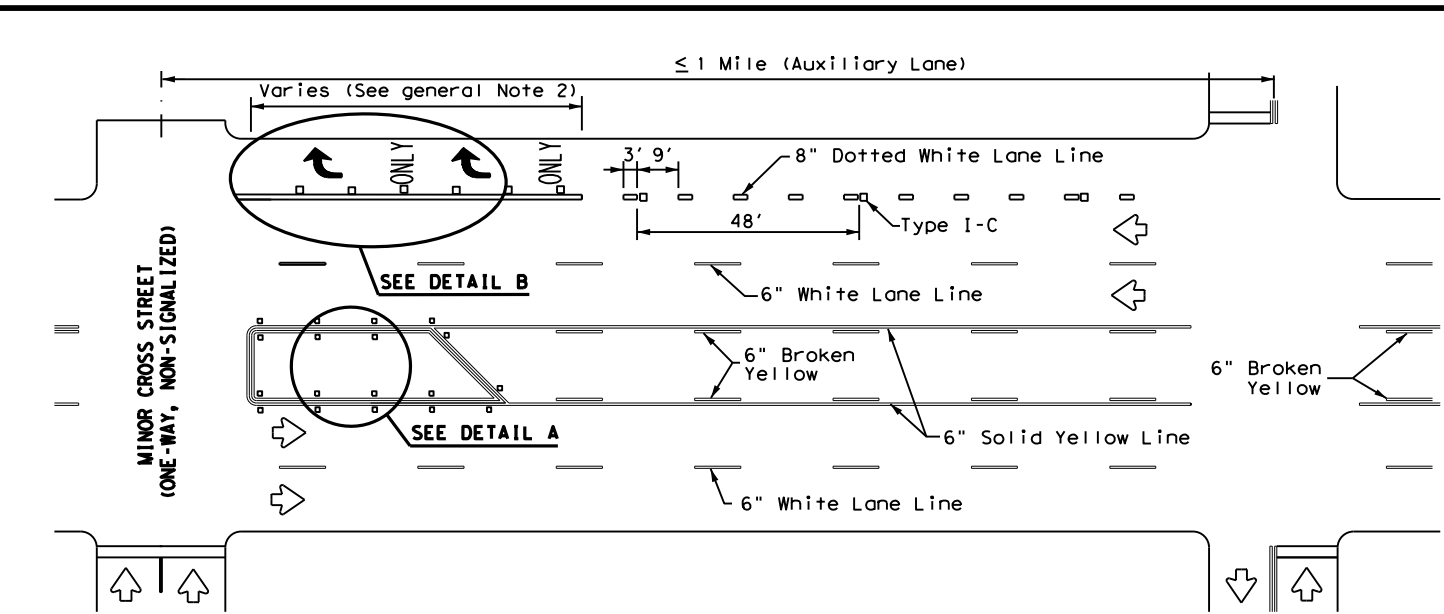 ≤ 1 Mile (Auxiliary Lane)
Varies (See general Note 2)
ONLY
ONLY
3' 9'
8" Dotted White Lane Line
48'
Type I-C
SEE DETAIL B
6" White Lane Line
MINOR CROSS STREET
(ONE-WAY, NON-SIGNALIZED)
6" Broken
Yellow
6" Broken
Yellow
SEE DETAIL A
6" Solid Yellow Line
6" White Lane Line